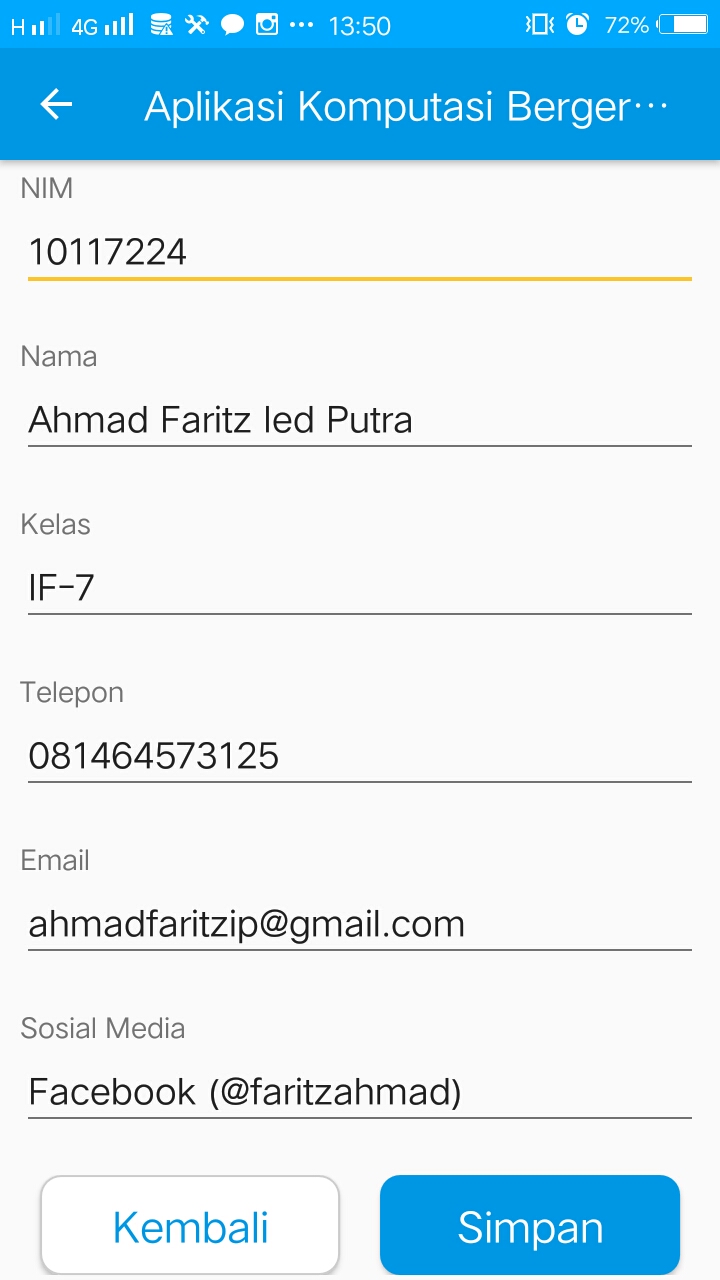 H 4G 13:50 72%
Aplikasi Komputasi Berger···
NIM
10117224
Nama
Ahmad Faritz Ied Putra
Kelas
IF-7
Telepon
081464573125
Email
ahmadfaritzip@gmail.com
Sosial Media
Facebook (@faritzahmad)
Kembali Simpan